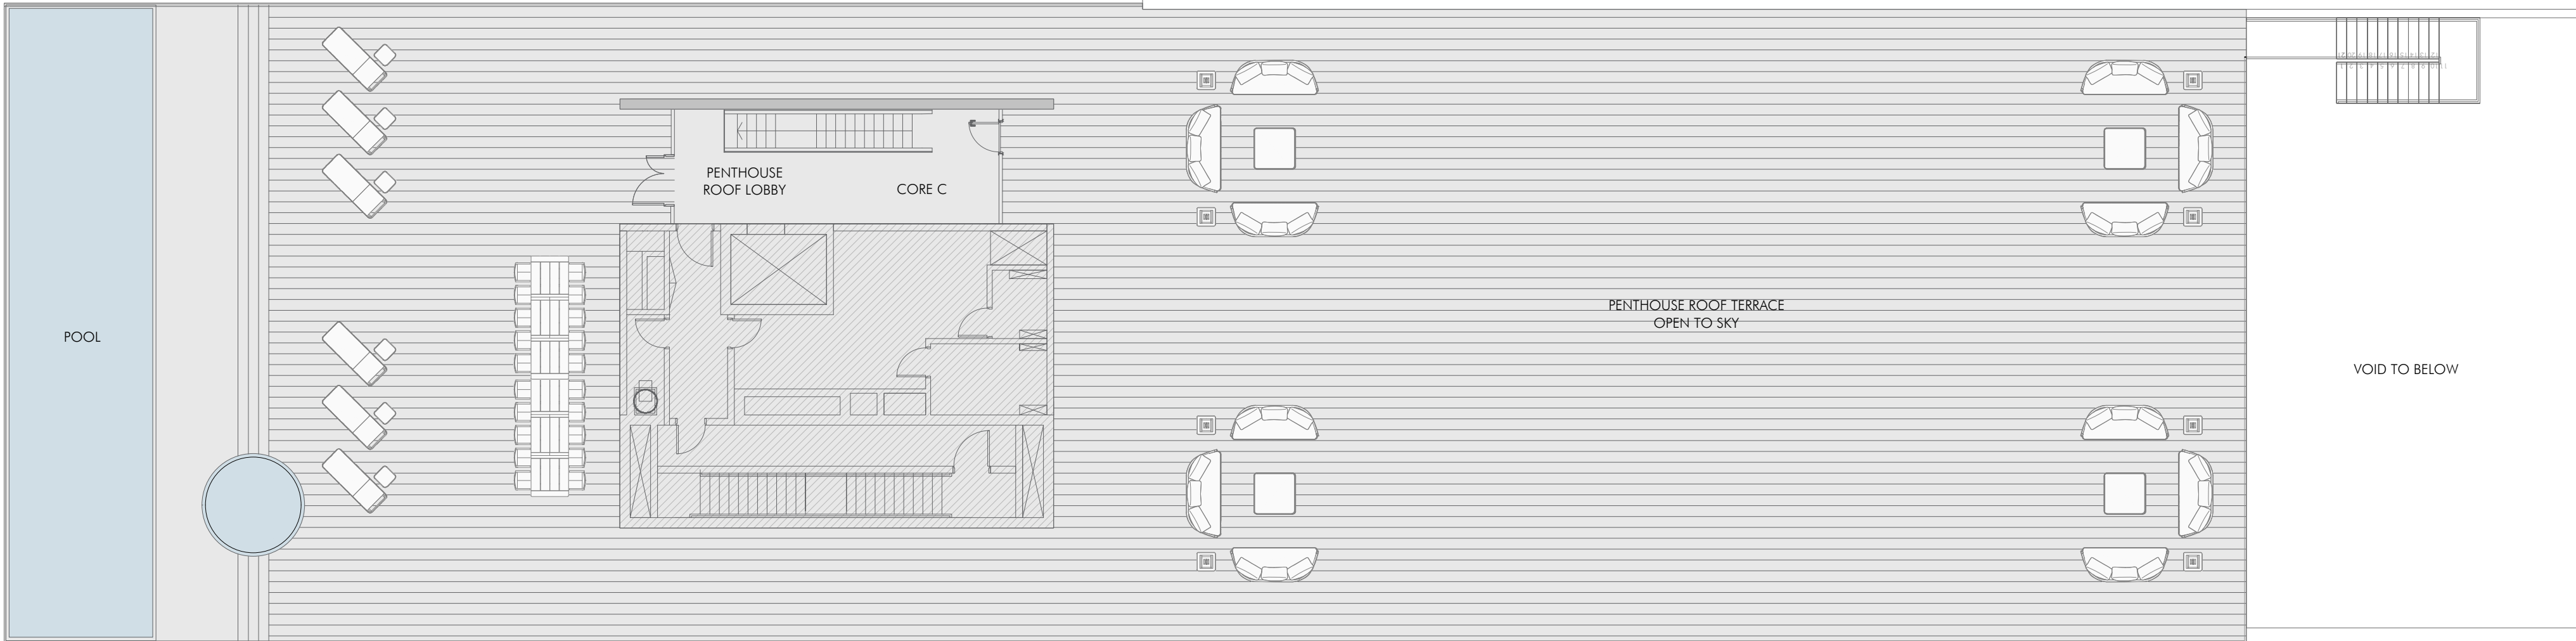 POOL
PENTHOUSE
ROOF LOBBY
CORE C
PENTHOUSE ROOF TERRACE
OPEN TO SKY
VOID TO BELOW